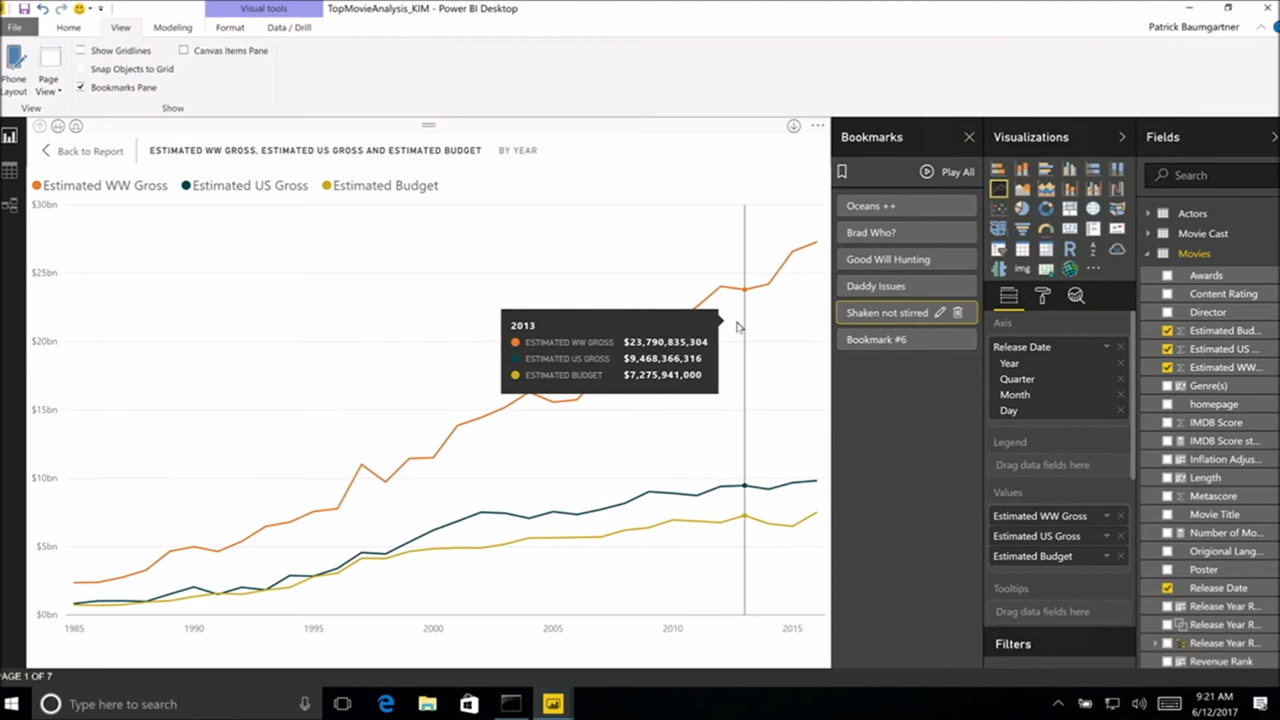 Visual tools
TopMovieAnalysis_KIM - Power BI Desktop
Patrick Baumgartner
File
Home
View
Modeling
Format
Data / Drill
Show Gridlines
Canvas Items Pane
Snap Objects to Grid
Bookmarks Pane
Phone
Layout
Page
View
View
Show
Back to Report
ESTIMATED WW GROSS, ESTIMATED US GROSS AND ESTIMATED BUDGET
BY YEAR
Estimated WW Gross
Estimated US Gross
Estimated Budget
$30bn
$25bn
$20bn
$15bn
$10bn
$5bn
$0bn
1985
1990
1995
2000
2005
2010
2015
2013
ESTIMATED WW GROSS $23,790,835,304
ESTIMATED US GROSS $9,468,366,316
ESTIMATED BUDGET $7,275,941,000
Bookmarks
Play All
Oceans ++
Brad Who?
Good Will Hunting
Daddy Issues
Shaken not stirred
Bookmark #6
Visualizations
R
img
Axis
Release Date
Year
Quarter
Month
Day
Legend
Drag data fields here
Values
Estimated WW Gross
Estimated US Gross
Estimated Budget
Tooltips
Drag data fields here
Filters
Fields
Search
Actors
Movie Cast
Movies
Awards
Content Rating
Director
Estimated Bud...
Estimated US ...
Estimated WW...
Genre(s)
homepage
IMDB Score
IMDB Score st...
Inflation Adjus...
Length
Metascore
Movie Title
Number of Mo...
Origional Lang...
Poster
Release Date
Release Year R...
Release Year R...
Release Year R...
Revenue Rank
PAGE 1 OF 7
Type here to search
9:21 AM
6/12/2017